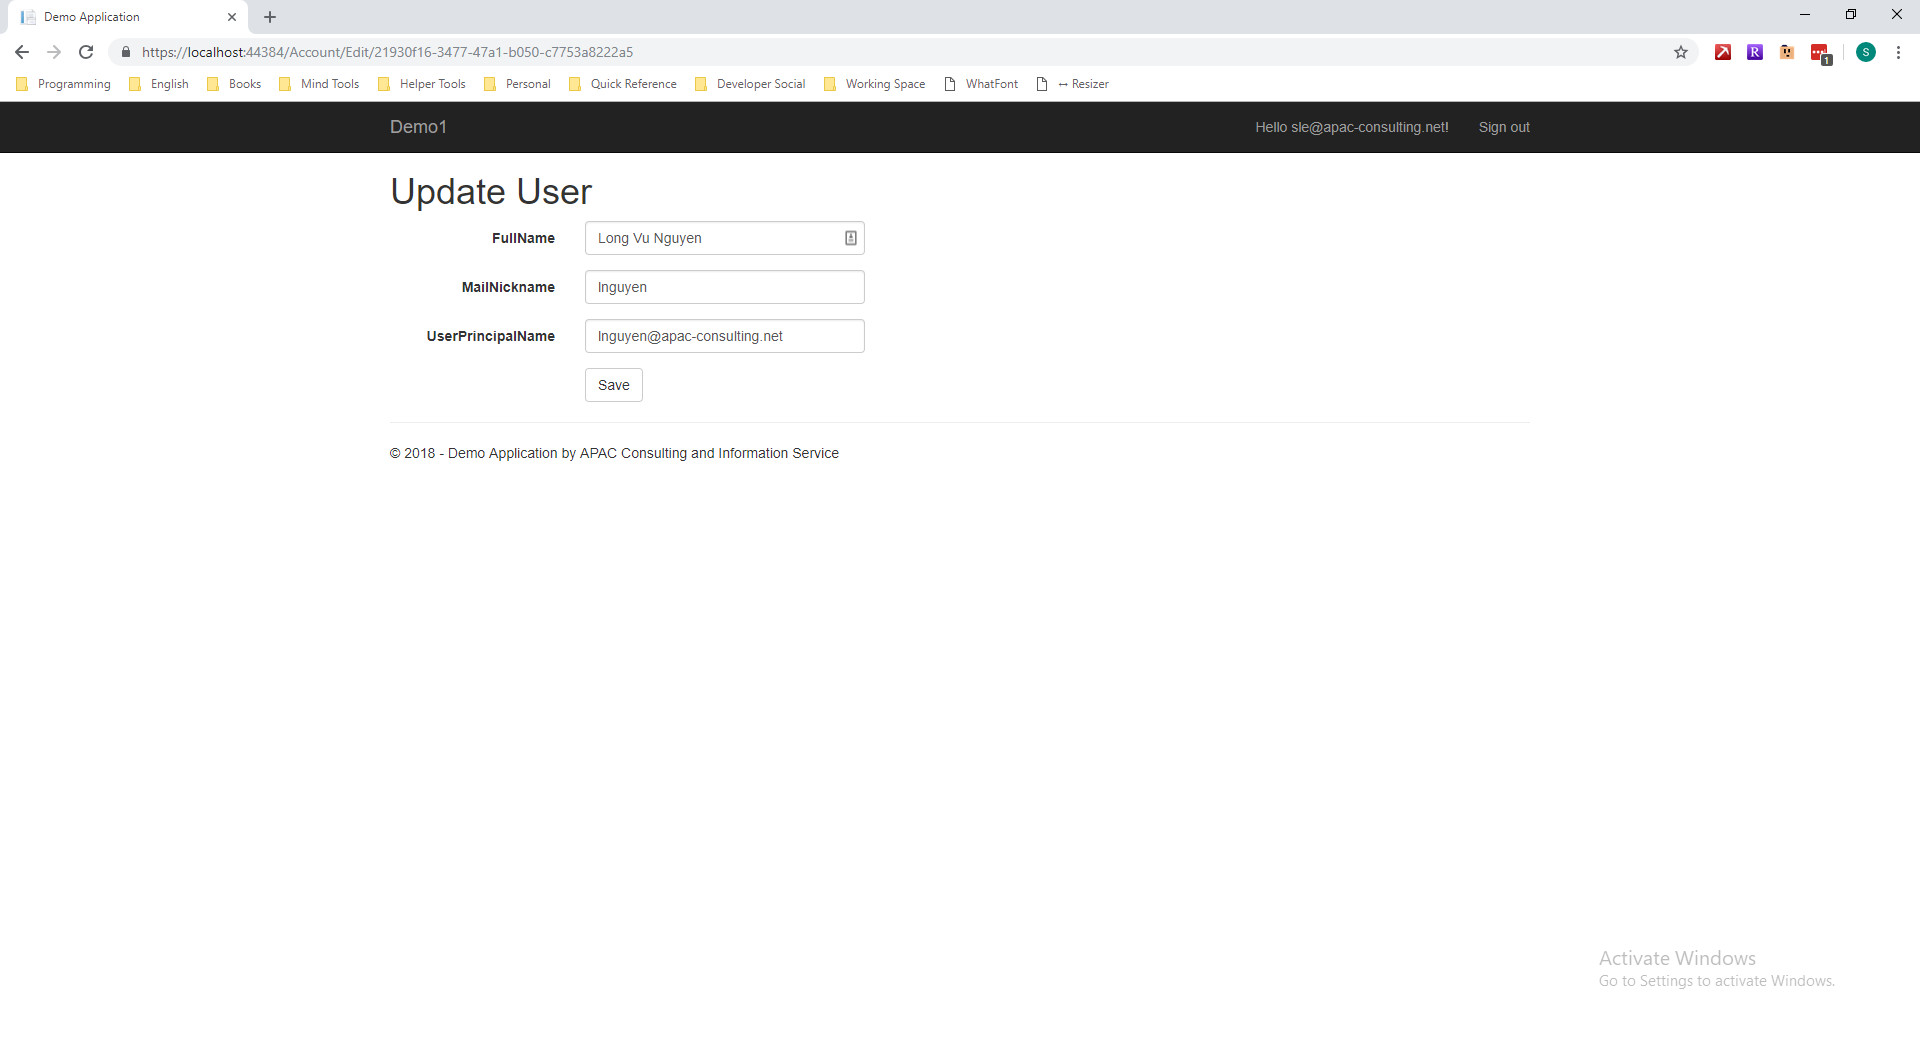 Demo Application
https://localhost:44384/Account/Edit/21930f16-3477-47a1-b050-c7753a8222a5
R
1
S
Programming English Books Mind Tools Helper Tools Personal Quick Reference Developer Social Working Space WhatFont ↔ Resizer
Demo1 Hello sle@apac-consulting.net! Sign out
Update User
FullName Long Vu Nguyen
MailNickname lnguyen
UserPrincipalName lnguyen@apac-consulting.net
Save
© 2018 - Demo Application by APAC Consulting and Information Service
Activate Windows
Go to Settings to activate Windows.